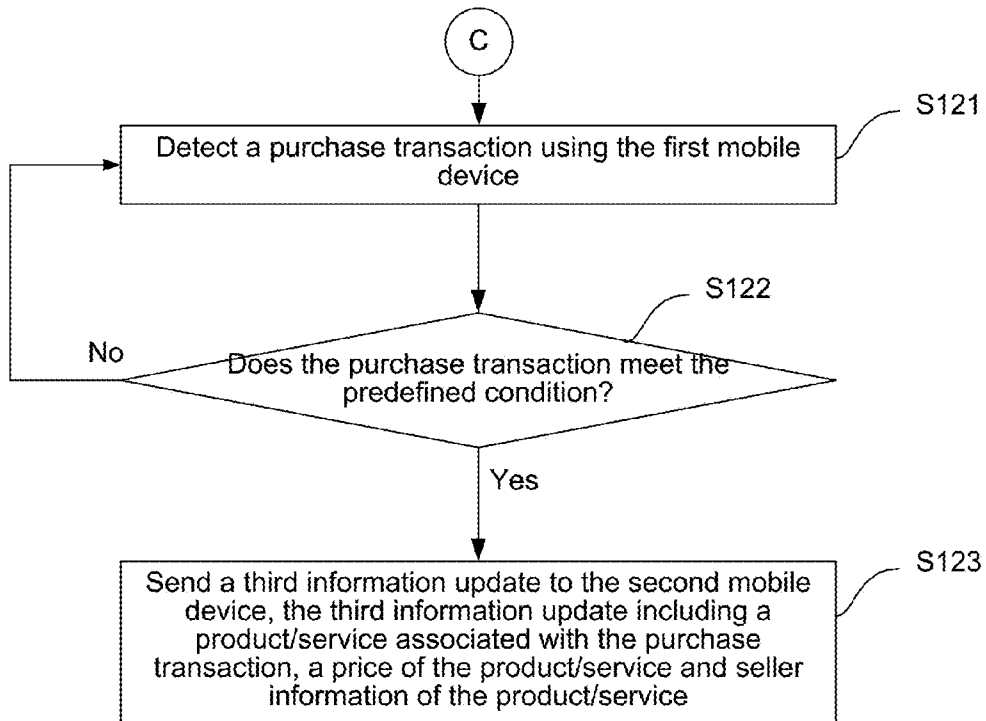 C
S121
Detect a purchase transaction using the first mobile
device
S122
No
Does the purchase transaction meet the
predefined condition?
Yes
S123
Send a third information update to the second mobile
device, the third information update including a
product/service associated with the purchase
transaction, a price of the product/service and seller
information of the product/service